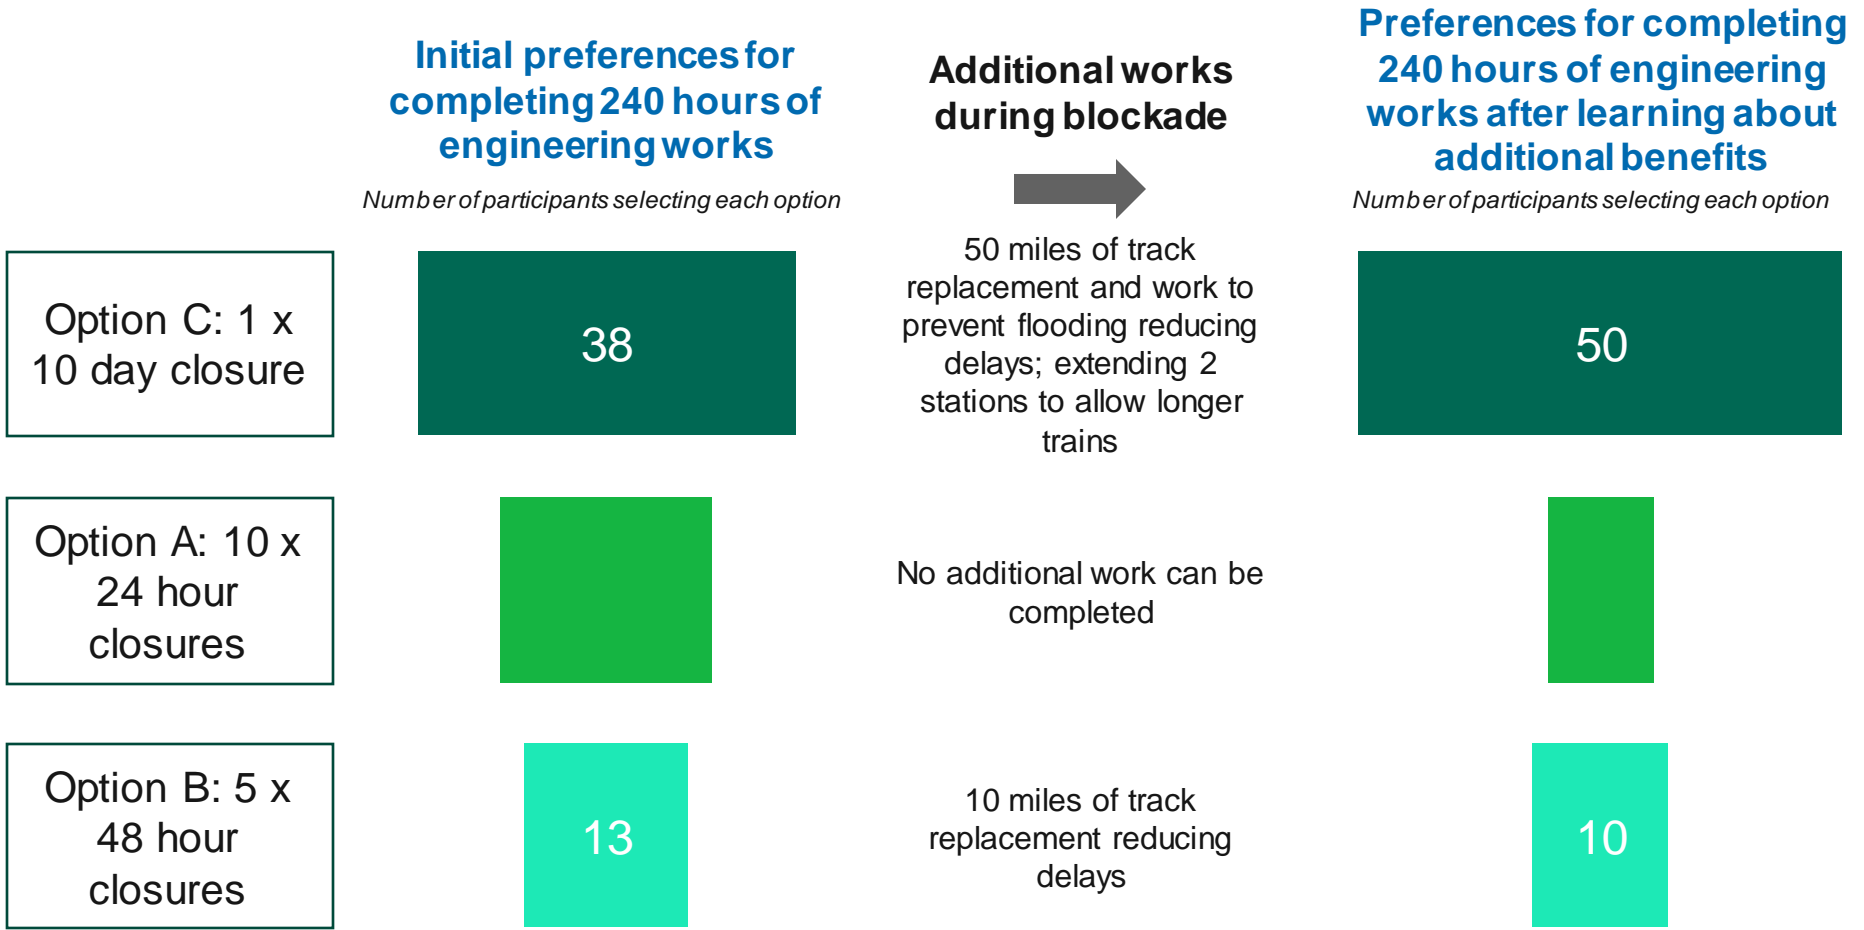 Initial preferences for
completing 240 hours of
engineering works
Number of participants selecting each option
Additional works
during blockade
Preferences for completing
240 hours of engineering
works after learning about
additional benefits
Number of participants selecting each option
Option C: 1 x
10 day closure
38
50 miles of track
replacement and work to
prevent flooding reducing
delays; extending 2
stations to allow longer
trains
50
Option A: 10 x
24 hour
closures
No additional work can be
completed
Option B: 5 x
48 hour
closures
13
10 miles of track
replacement reducing
delays
10